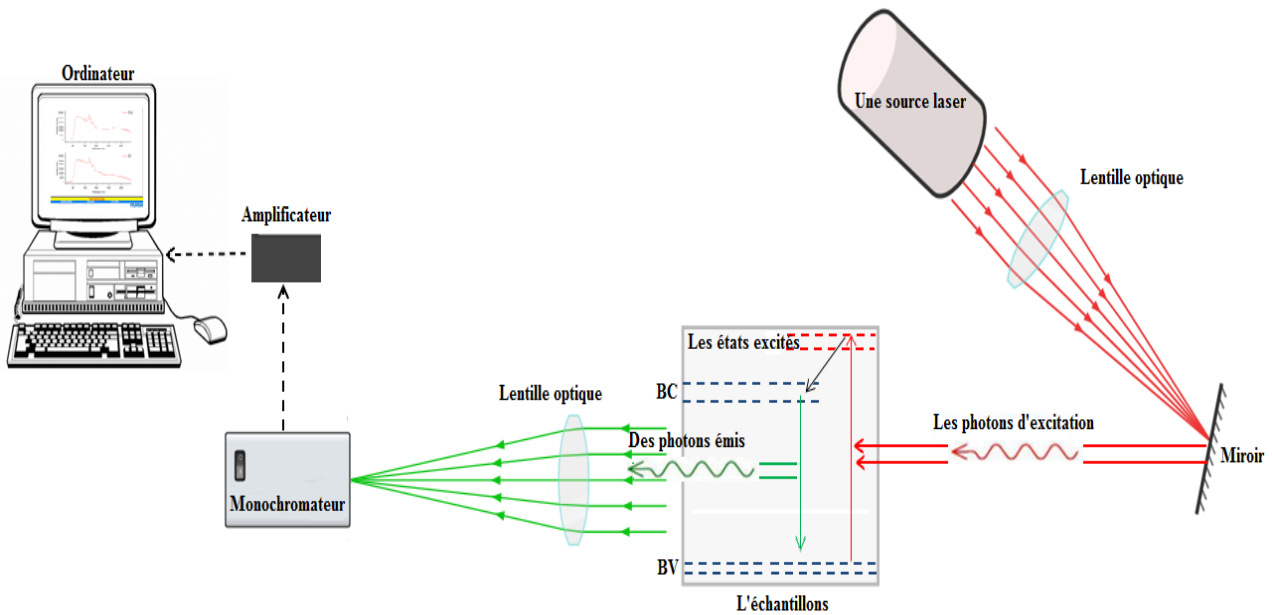 Ordinateur
Une source laser
Lentille optique
Amplificateur
Les états excités
Lentille optique
BC
Les photons d'excitation
Des photons émis
Miroir
Monochromateur
BV
L'échantillons